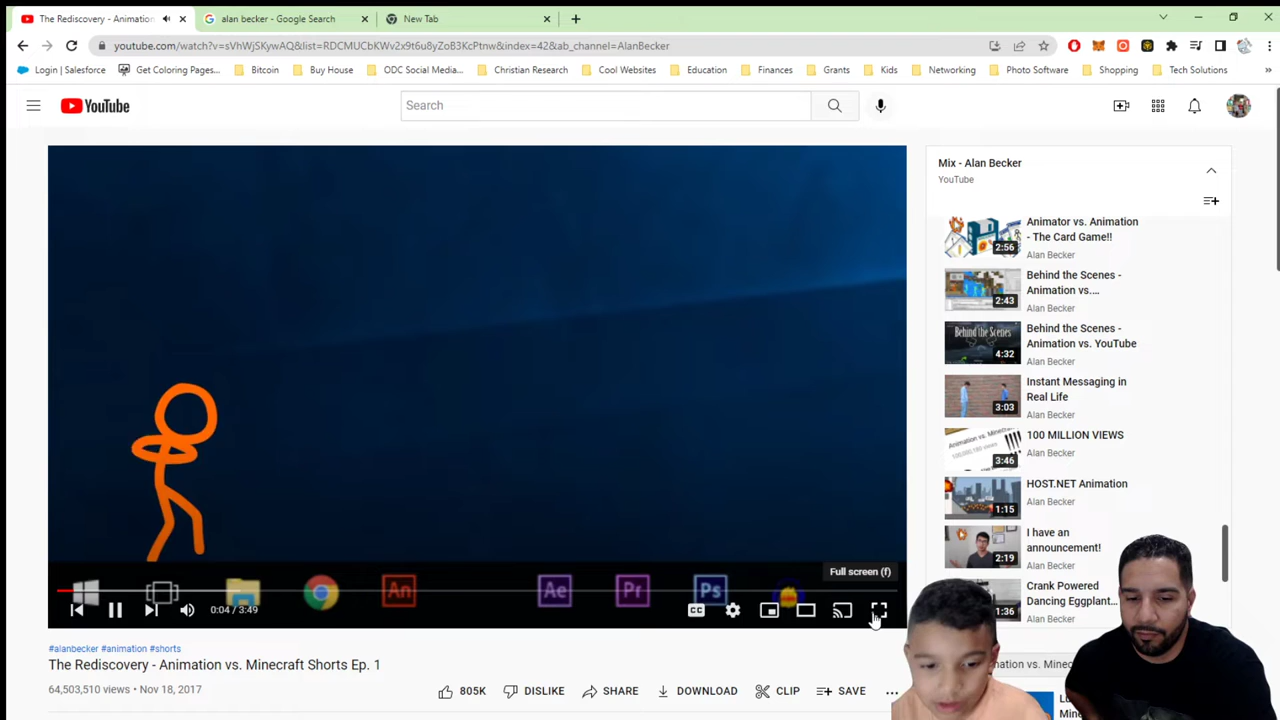 The Rediscovery - Animation
alan becker - Google Search
New Tab
youtube.com/watch?v=sVhWjSKywAQ&list=RDCMUCbKWv2x9t6u8yZoB3KcPtnw&index=42&ab_channel=AlanBecker
Login | Salesforce
Get Coloring Pages...
Bitcoin
Buy House
ODC Social Media...
Christian Research
Cool Websites
Education
Finances
Grants
Kids
Networking
Photo Software
Shopping
Tech Solutions
YouTube
Search
Mix - Alan Becker
YouTube
Animator vs. Animation
- The Card Game!!
Alan Becker
2:56
Behind the Scenes -
Animation vs....
Alan Becker
2:43
Behind the Scenes
Behind the Scenes -
Animation vs. YouTube
Alan Becker
4:32
Instant Messaging in
Real Life
Alan Becker
3:03
100 MILLION VIEWS
Alan Becker
3:46
HOST.NET Animation
Alan Becker
1:15
I have an
announcement!
Alan Becker
2:19
Crank Powered
Dancing Eggplant...
Alan Becker
1:36
Full screen (f)
An
Ae
Pr
Ps
0:04 / 3:49
CC
#alanbecker #animation #shorts
The Rediscovery - Animation vs. Minecraft Shorts Ep. 1
64,503,510 views • Nov 18, 2017
805K
DISLIKE
SHARE
DOWNLOAD
CLIP
SAVE